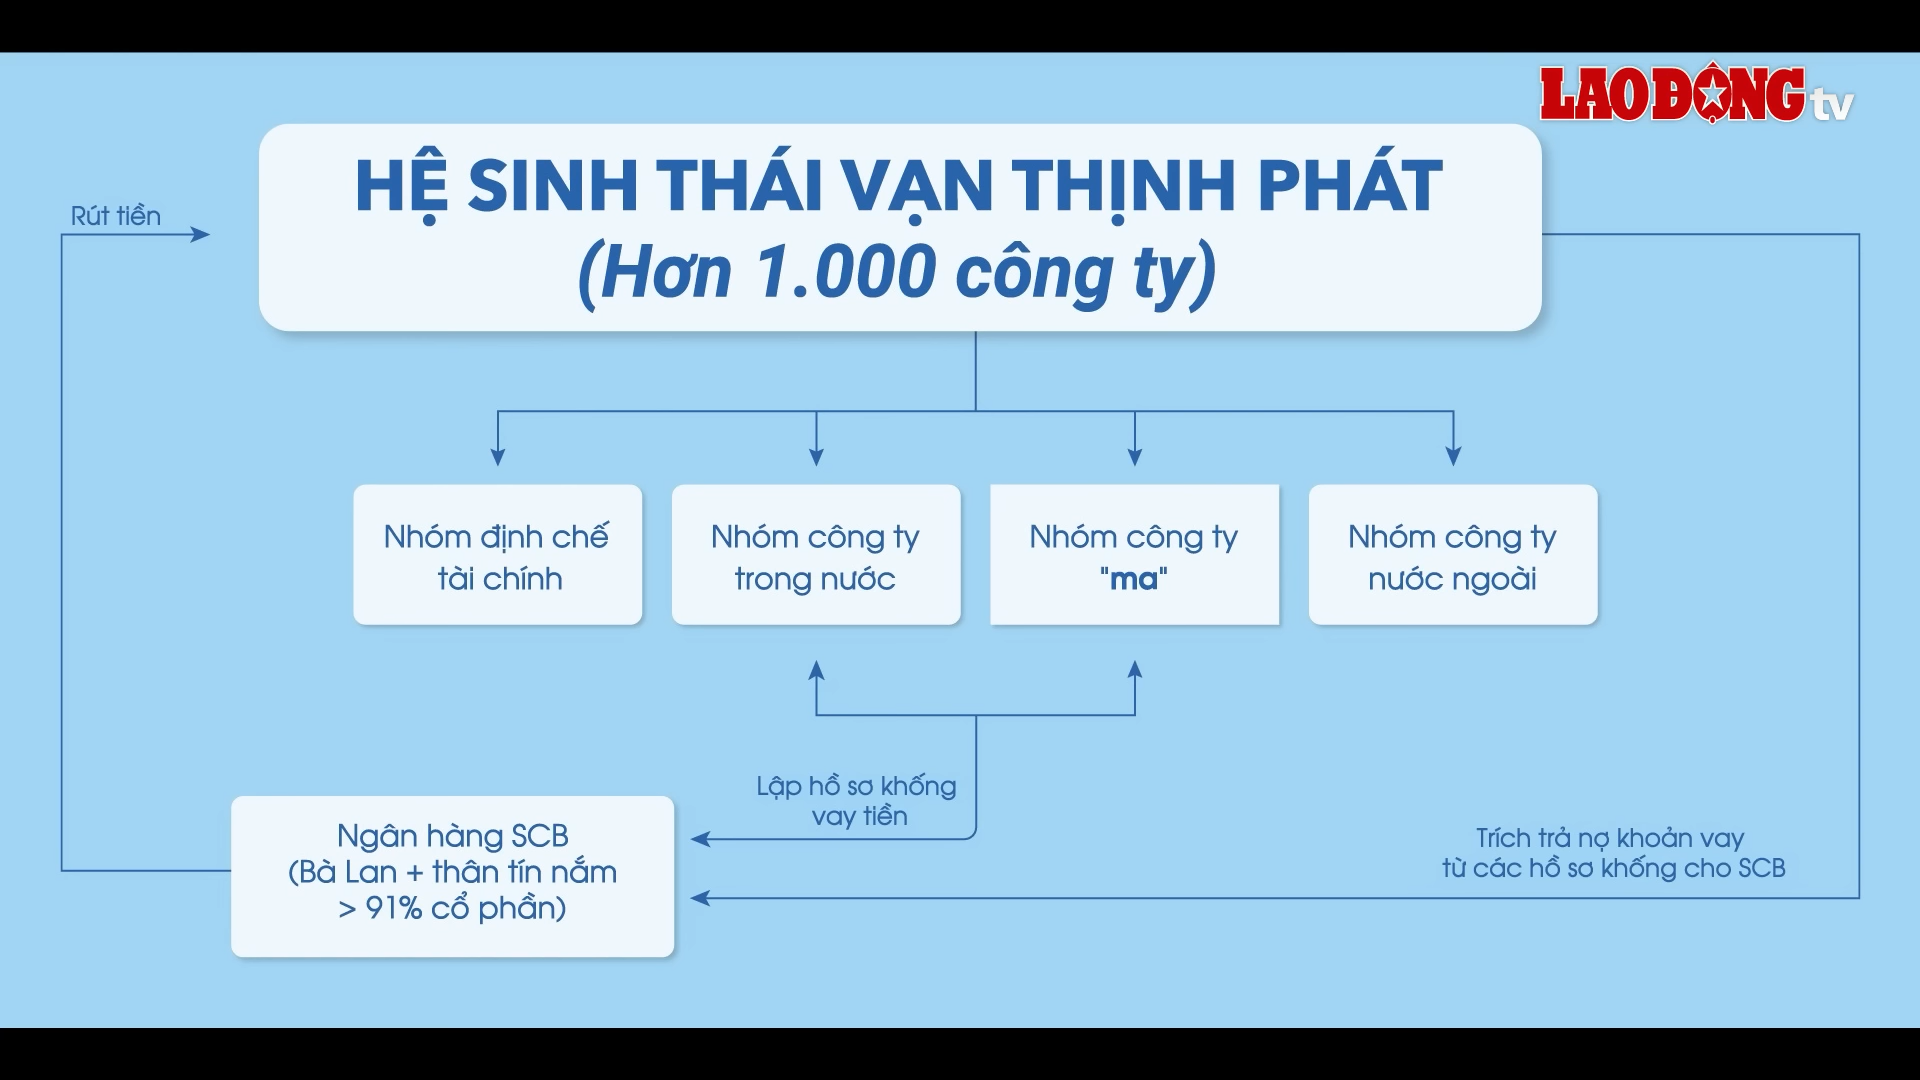 LAO ĐỘNG tv
HỆ SINH THÁI VẠN THỊNH PHÁT
(Hơn 1.000 công ty)
Rút tiền
Nhóm định chế
tài chính
Nhóm công ty
trong nước
Nhóm công ty
"ma"
Nhóm công ty
nước ngoài
Lập hồ sơ khống
vay tiền
Ngân hàng SCB
(Bà Lan + thân tín nắm
> 91% cổ phần)
Trích trả nợ khoản vay
từ các hồ sơ khống cho SCB